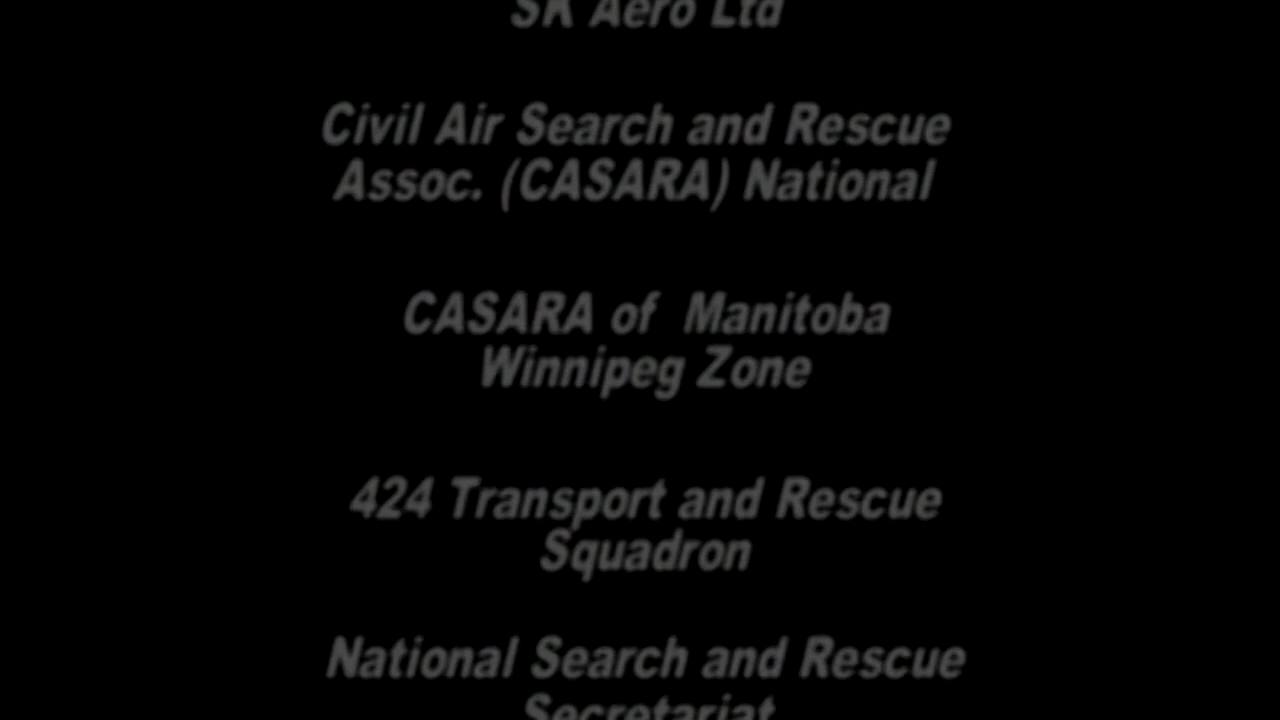 SK Aero Ltd
Civil Air Search and Rescue
Assoc. (CASARA) National
CASARA of Manitoba
Winnipeg Zone
424 Transport and Rescue
Squadron
National Search and Rescue
Secretariat